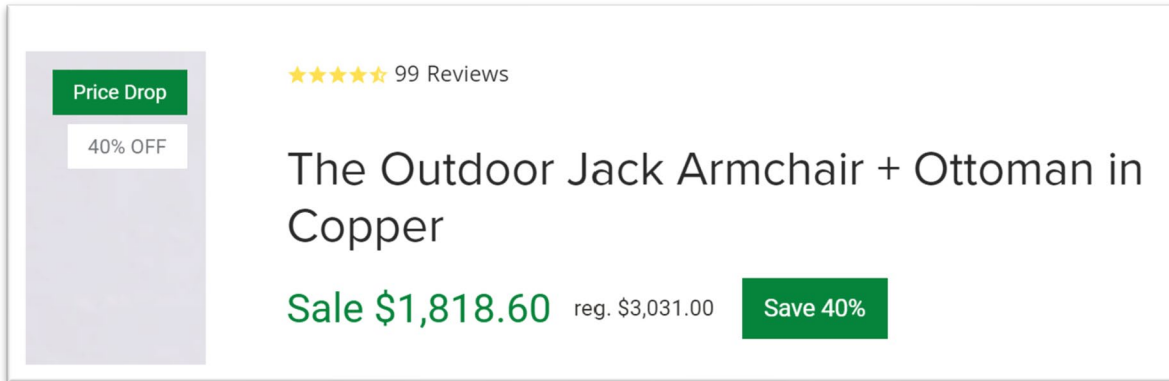 Price Drop
40% OFF
99 Reviews
The Outdoor Jack Armchair + Ottoman in
Copper
Sale $1,818.60 reg. $3,031.00 Save 40%